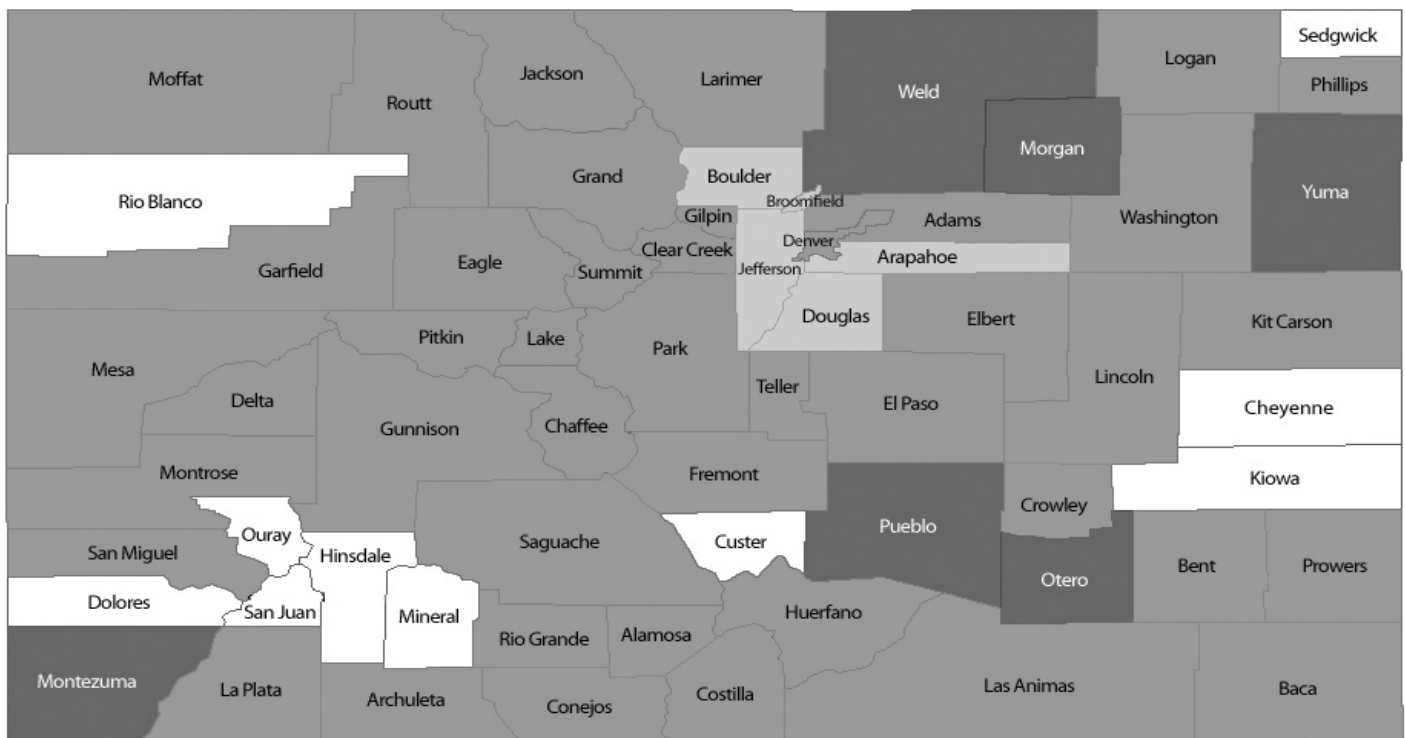 Sedgwick
Logan
Jackson
Moffat
Larimer
Phillips
Weld
Routt
Morgan
Grand
Boulder
Yuma
Rio Blanco
Broomfield
Gilpin
Adams
Washington
Denver
Clear Creek
Arapahoe
Eagle
Jefferson
Garfield
Summit
Douglas
Elbert
Kit Carson
Pitkin
Lake
Park
Mesa
Lincoln
Teller
Delta
El Paso
Cheyenne
Gunnison
Chaffee
Montrose
Fremont
Kiowa
Crowley
Pueblo
Ouray
Saguache
Custer
San Miguel
Hinsdale
Bent
Prowers
Otero
Dolores
San Juan
Mineral
Huerfano
Rio Grande
Alamosa
Montezuma
La Plata
Las Animas
Costilla
Baca
Archuleta
Conejos